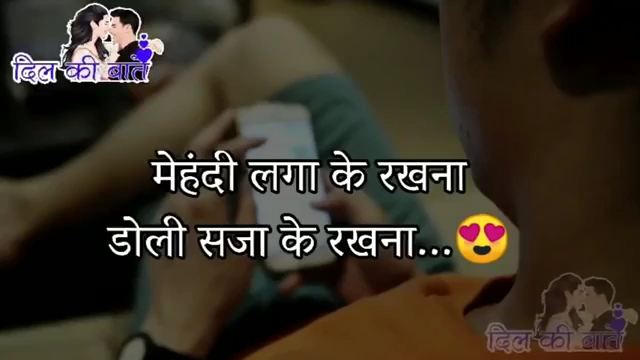 दिल की बातें
मेहंदी लगा के रखना
डोली सजा के रखना...😍
दिल की बातें